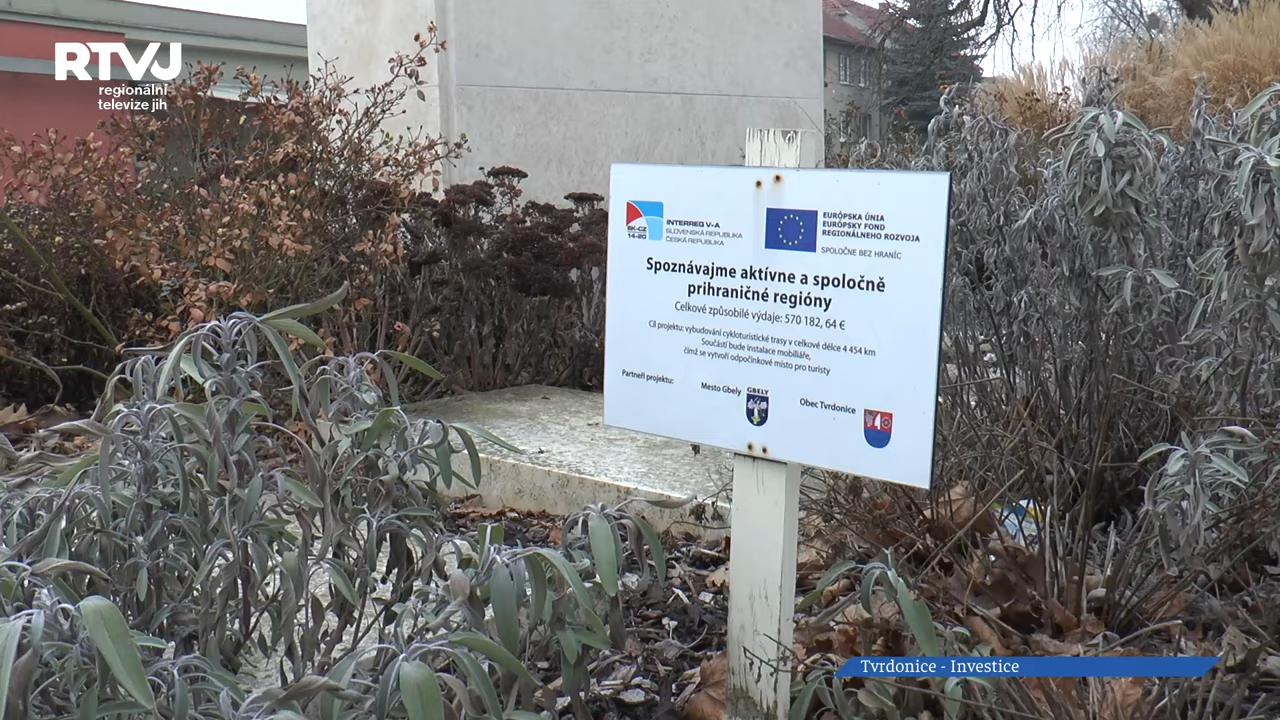 RTVJ
regionální
televize jih
SK-CZ
14-20
INTERREG V-A
SLOVENSKÁ REPUBLIKA
ČESKÁ REPUBLIKA
EURÓPSKA ÚNIA
EURÓPSKY FOND
REGIONÁLNEHO ROZVOJA
SPOLOČNE BEZ HRANÍC
Spoznávajme aktívne a spoločně
prihraničné regióny
Celkové způsobilé výdaje: 570 182, 64 €
Cíl projektu: vybudování cykloturistické trasy v celkové délce 4 454 km
Součástí bude instalace mobiliáře,
čímž se vytvoří odpočinkové místo pro turisty
Partneři projektu:
Mesto Gbely
GBELY
Obec Tvrdonice
Tvrdonice - Investice